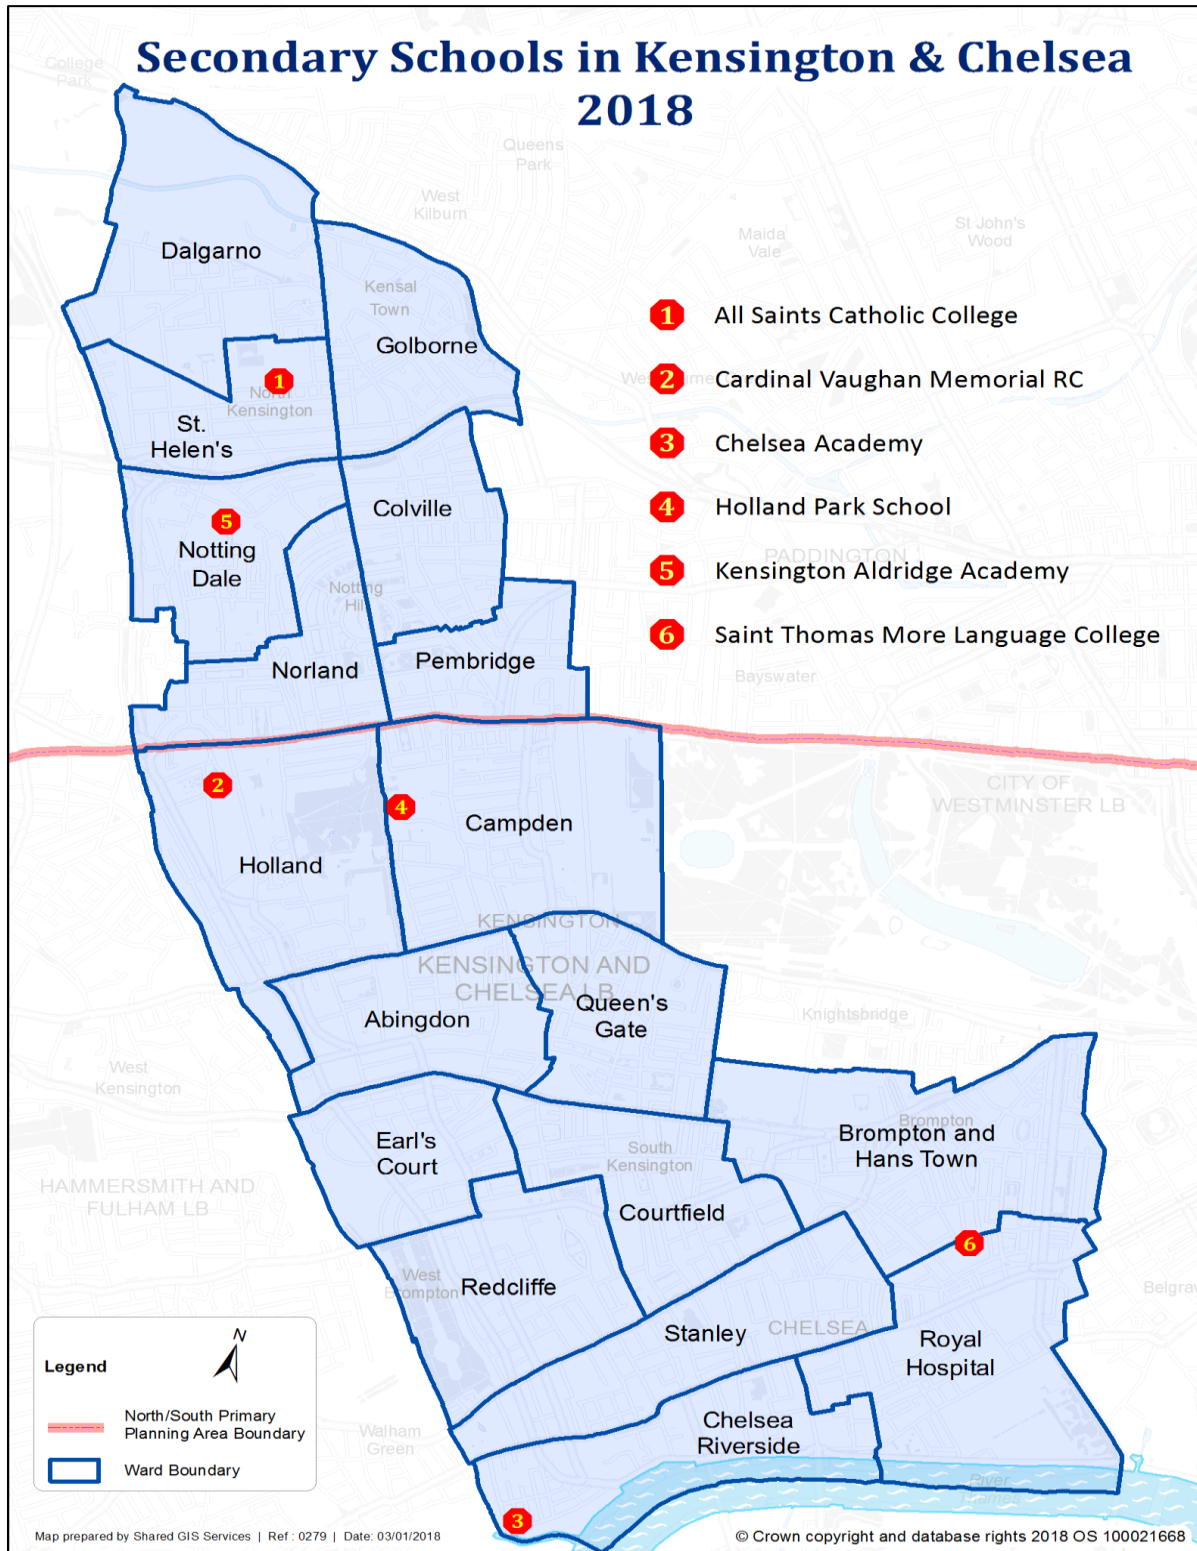 Secondary Schools in Kensington & Chelsea
2018
College
Park
Queens
Park
West
Kilburn
Maida
Vale
St John's
Wood
Dalgarno
Kensal
Town
Golborne
1 All Saints Catholic College
2 Cardinal Vaughan Memorial RC
3 Chelsea Academy
4 Holland Park School
5 Kensington Aldridge Academy
6 Saint Thomas More Language College
1
North
Kensington
St.
Helen's
Colville
5
Notting
Dale
Notting
Hill
PADDINGTON
Norland
Pembridge
Bayswater
2
4
Campden
Holland
CITY OF
WESTMINSTER LB
KENSINGTON
KENSINGTON AND
CHELSEA LB
Abingdon
Queen's
Gate
Knightsbridge
West
Kensington
Earl's
Court
South
Kensington
Brompton
Brompton and
Hans Town
HAMMERSMITH AND
FULHAM LB
Courtfield
6
West
Brompton
Redcliffe
Belgrav
Stanley
CHELSEA
Royal
Hospital
Chelsea
Riverside
Walham
Green
River
Thames
3
N
Legend
North/South Primary
Planning Area Boundary
Ward Boundary
Map prepared by Shared GIS Services | Ref : 0279 | Date: 03/01/2018
© Crown copyright and database rights 2018 OS 100021668